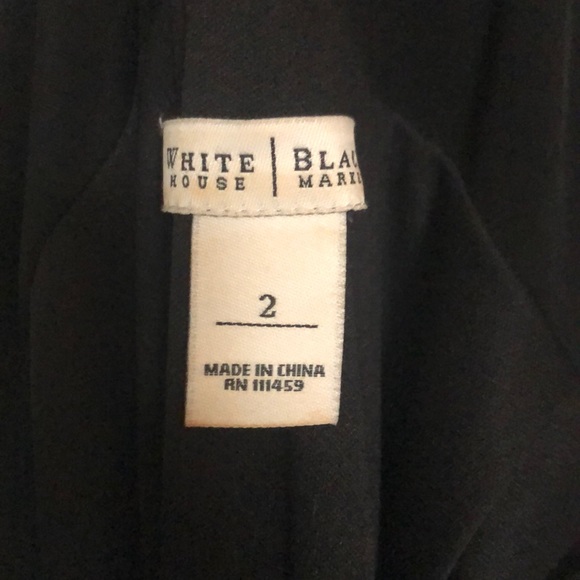 WHITE | BLAC
HOUSE | MARK
2
MADE IN CHINA
RN 111459